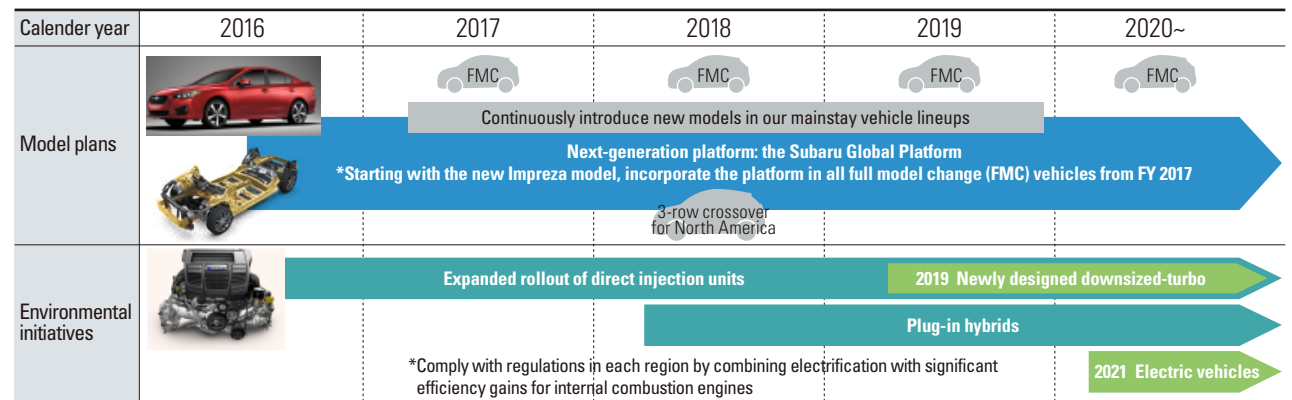 Calender year
2016
2017
2018
2019
2020~
Model plans
FMC
FMC
FMC
FMC
Continuously introduce new models in our mainstay vehicle lineups
Next-generation platform: the Subaru Global Platform
*Starting with the new Impreza model, incorporate the platform in all full model change (FMC) vehicles from FY 2017
3-row crossover
for North America
Environmental
initiatives
Expanded rollout of direct injection units
2019 Newly designed downsized-turbo
Plug-in hybrids
*Comply with regulations in each region by combining electrification with significant
efficiency gains for internal combustion engines
2021 Electric vehicles